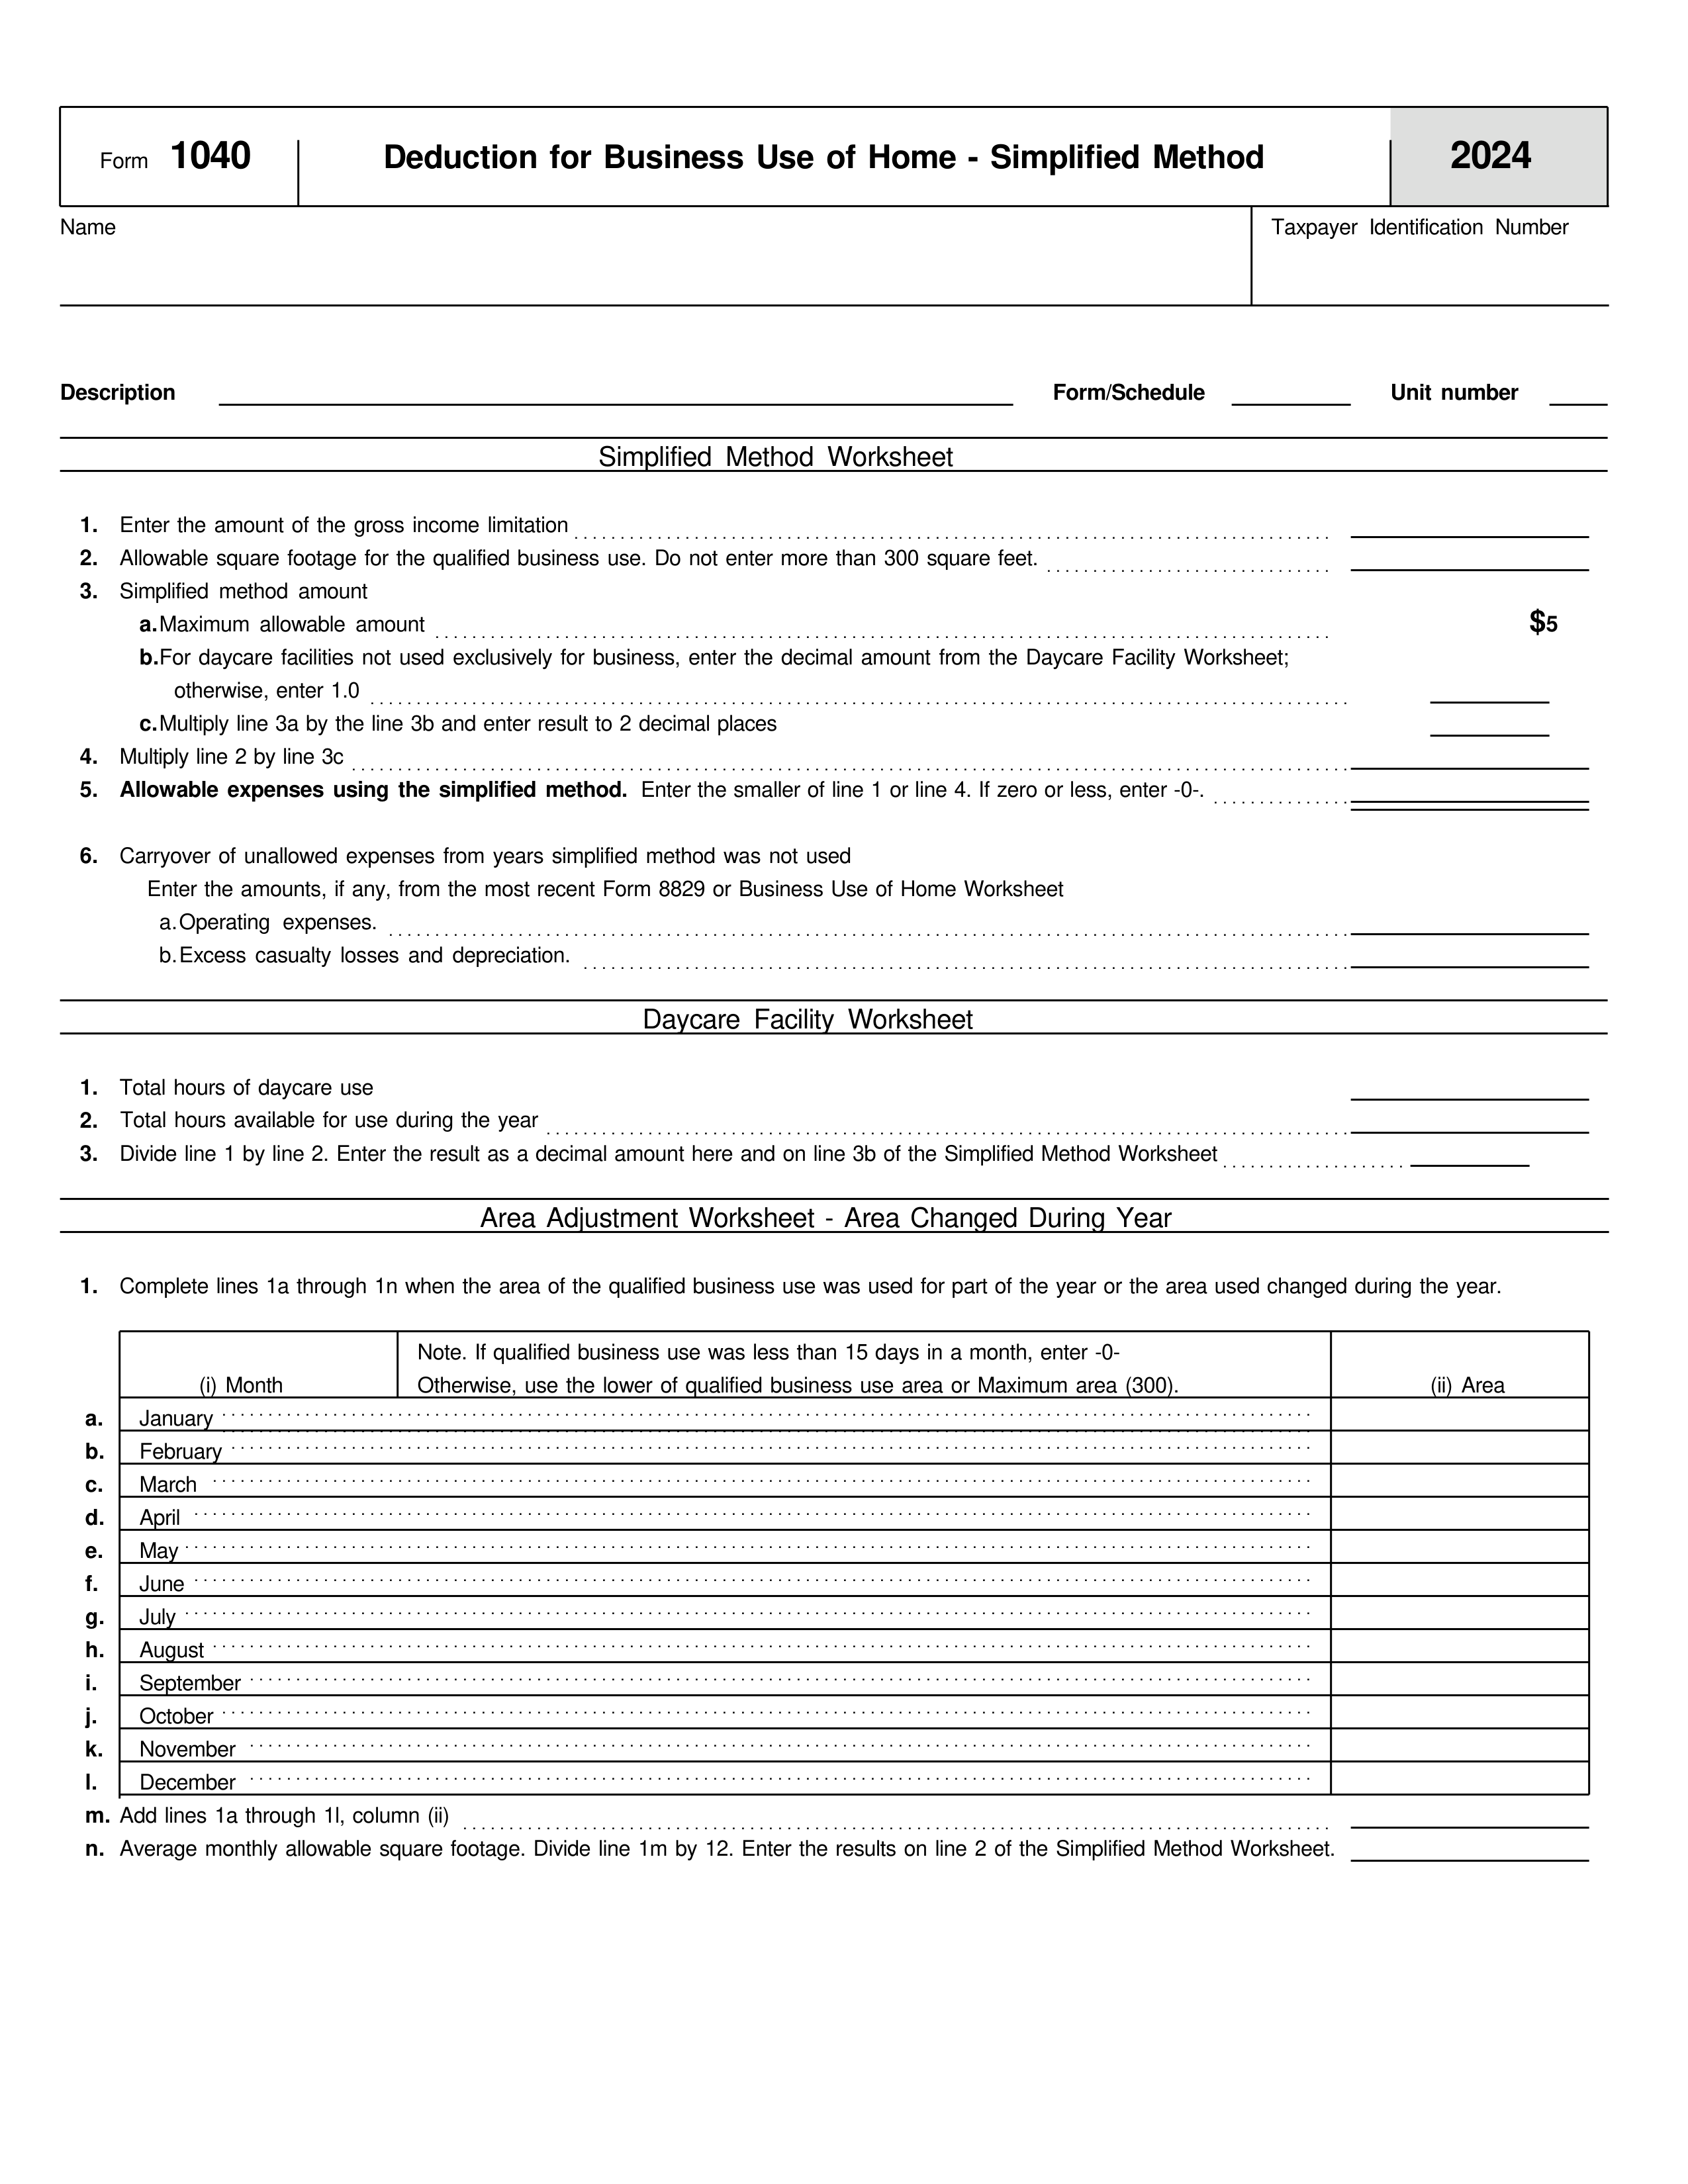 Form 1040 Deduction for Business Use of Home - Simplified Method 2024
Name Taxpayer Identification Number
Description Form/Schedule Unit number
Simplified Method Worksheet
1. Enter the amount of the gross income limitation
2. Allowable square footage for the qualified business use. Do not enter more than 300 square feet.
3. Simplified method amount
a. Maximum allowable amount $5
b. For daycare facilities not used exclusively for business, enter the decimal amount from the Daycare Facility Worksheet;
otherwise, enter 1.0
c. Multiply line 3a by the line 3b and enter result to 2 decimal places
4. Multiply line 2 by line 3c
5. Allowable expenses using the simplified method. Enter the smaller of line 1 or line 4. If zero or less, enter -0-.
6. Carryover of unallowed expenses from years simplified method was not used
Enter the amounts, if any, from the most recent Form 8829 or Business Use of Home Worksheet
a. Operating expenses.
b. Excess casualty losses and depreciation.
Daycare Facility Worksheet
1. Total hours of daycare use
2. Total hours available for use during the year
3. Divide line 1 by line 2. Enter the result as a decimal amount here and on line 3b of the Simplified Method Worksheet
Area Adjustment Worksheet - Area Changed During Year
1. Complete lines 1a through 1n when the area of the qualified business use was used for part of the year or the area used changed during the year.
Note. If qualified business use was less than 15 days in a month, enter -0-
(i) Month Otherwise, use the lower of qualified business use area or Maximum area (300). (ii) Area
a. January
b. February
c. March
d. April
e. May
f. June
g. July
h. August
i. September
j. October
k. November
l. December
m. Add lines 1a through 1l, column (ii)
n. Average monthly allowable square footage. Divide line 1m by 12. Enter the results on line 2 of the Simplified Method Worksheet.